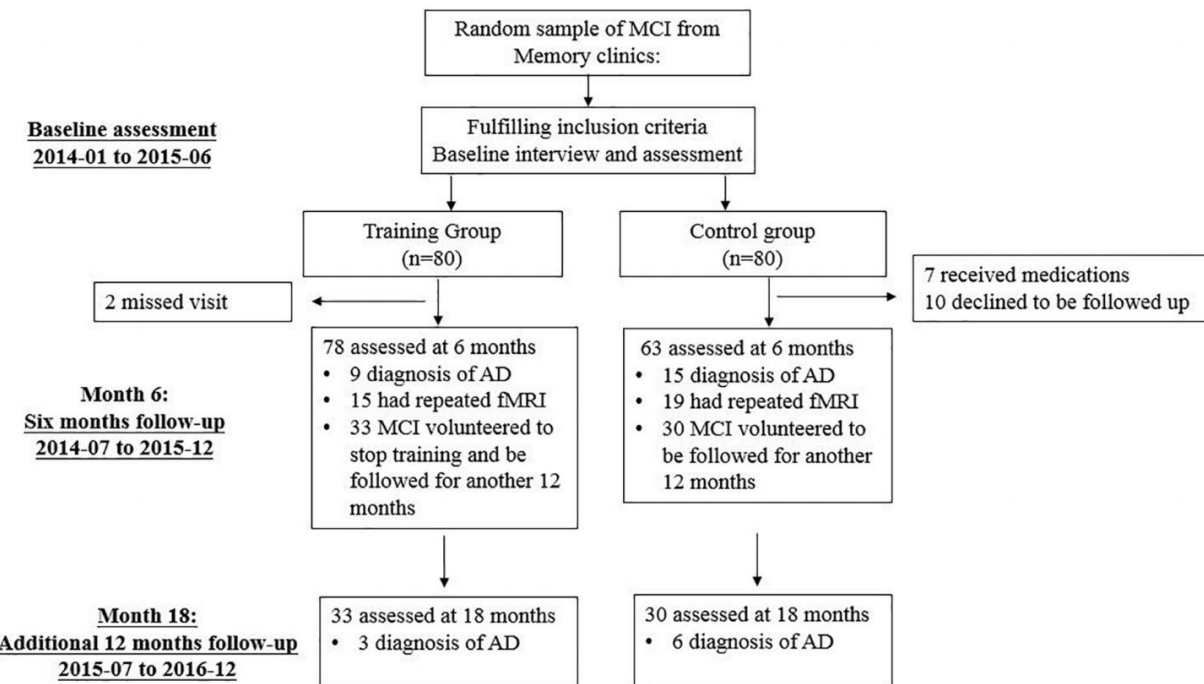 Random sample of MCI from
Memory clinics:
Baseline assessment
2014-01 to 2015-06
Fulfilling inclusion criteria
Baseline interview and assessment
Training Group
(n=80)
Control group
(n=80)
2 missed visit
7 received medications
10 declined to be followed up
Month 6:
Six months follow-up
2014-07 to 2015-12
78 assessed at 6 months
• 9 diagnosis of AD
• 15 had repeated fMRI
• 33 MCI volunteered to
stop training and be
followed for another 12
months
63 assessed at 6 months
• 15 diagnosis of AD
• 19 had repeated fMRI
• 30 MCI volunteered to
be followed for another
12 months
Month 18:
Additional 12 months follow-up
2015-07 to 2016-12
33 assessed at 18 months
• 3 diagnosis of AD
30 assessed at 18 months
• 6 diagnosis of AD